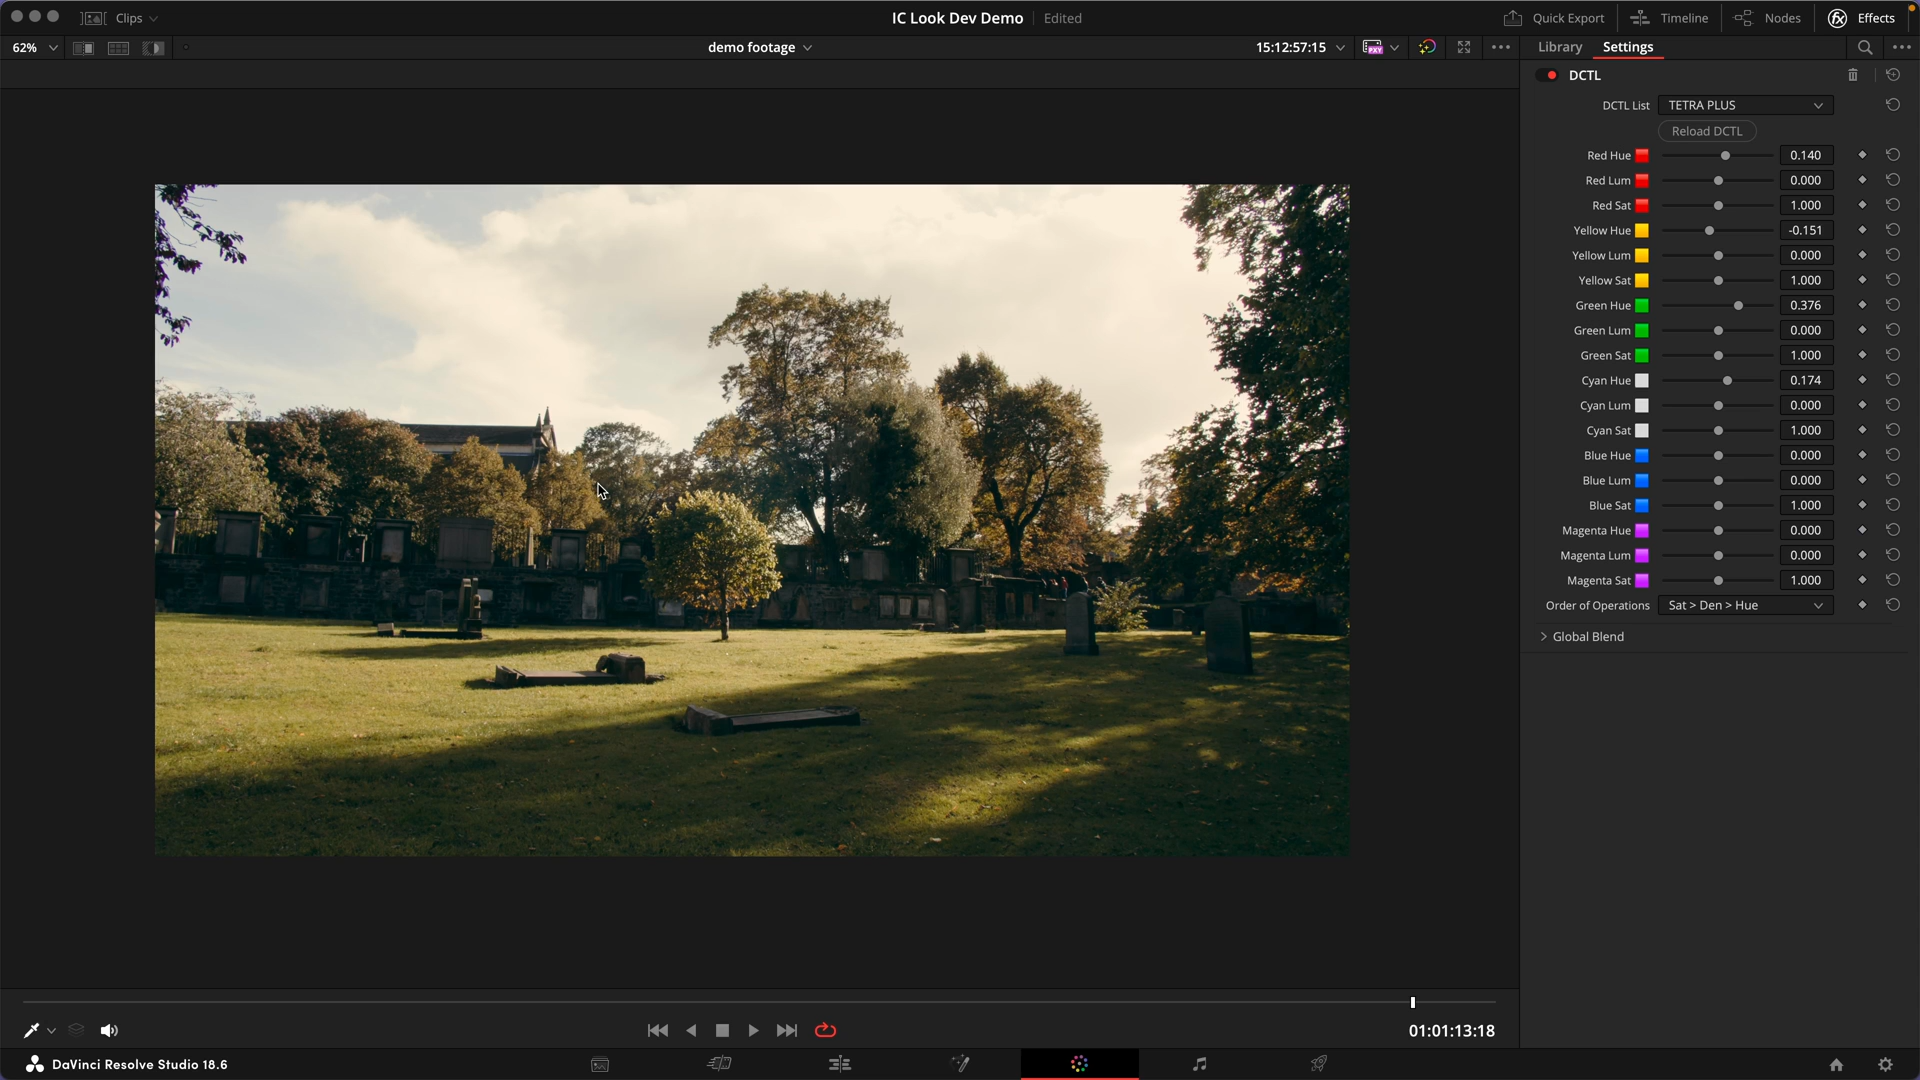 Clips
IC Look Dev Demo Edited
Quick Export Timeline Nodes Effects
62%
demo footage
15:12:57:15
PXY
Library Settings
DCTL
DCTL List TETRA PLUS
Reload DCTL
Red Hue 0.140
Red Lum 0.000
Red Sat 1.000
Yellow Hue -0.151
Yellow Lum 0.000
Yellow Sat 1.000
Green Hue 0.376
Green Lum 0.000
Green Sat 1.000
Cyan Hue 0.174
Cyan Lum 0.000
Cyan Sat 1.000
Blue Hue 0.000
Blue Lum 0.000
Blue Sat 1.000
Magenta Hue 0.000
Magenta Lum 0.000
Magenta Sat 1.000
Order of Operations Sat > Den > Hue
Global Blend
01:01:13:18
DaVinci Resolve Studio 18.6